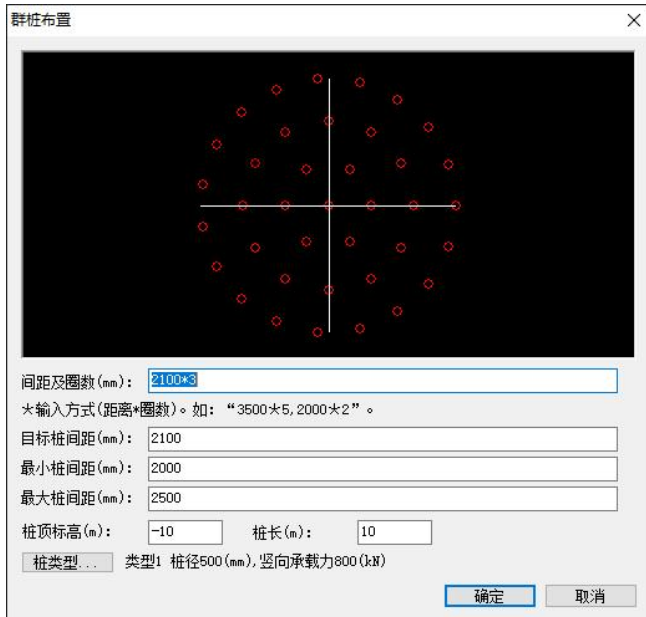 群桩布置
间距及圈数(mm): 2100*3
*输入方式(距离*圈数)。如: “3500*5,2000*2”。
目标桩间距(mm): 2100
最小桩间距(mm): 2000
最大桩间距(mm): 2500
桩顶标高(m): -10 桩长(m): 10
桩类型... 类型1 桩径500(mm),竖向承载力800(kN)
确定 取消